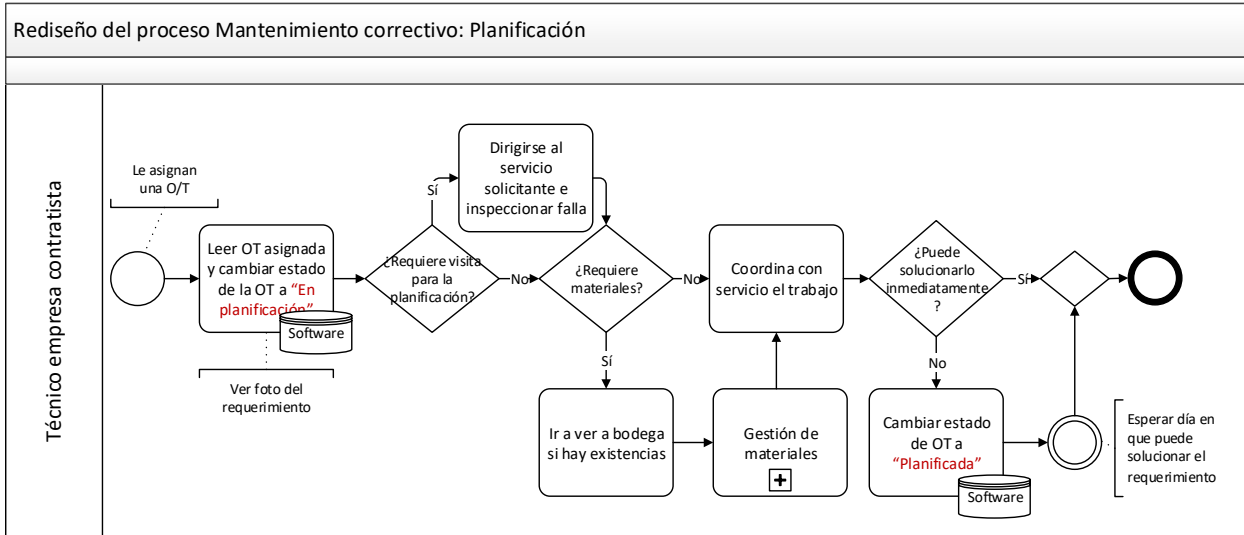 Rediseño del proceso Mantenimiento correctivo: Planificación
Técnico empresa contratista
Le asignan
una O/T
Leer OT asignada
y cambiar estado
de la OT a “En
planificación”
Software
Ver foto del
requerimiento
¿Requiere visita
para la
planificación?
Sí
No
Dirigirse al
servicio
solicitante e
inspeccionar falla
¿Requiere
materiales?
No
Sí
Ir a ver a bodega
si hay existencias
Gestión de
materiales
Coordina con
servicio el trabajo
¿Puede
solucionarlo
inmediatamente
?
Sí
No
Cambiar estado
de OT a
“Planificada”
Software
Esperar día en
que puede
solucionar el
requerimiento